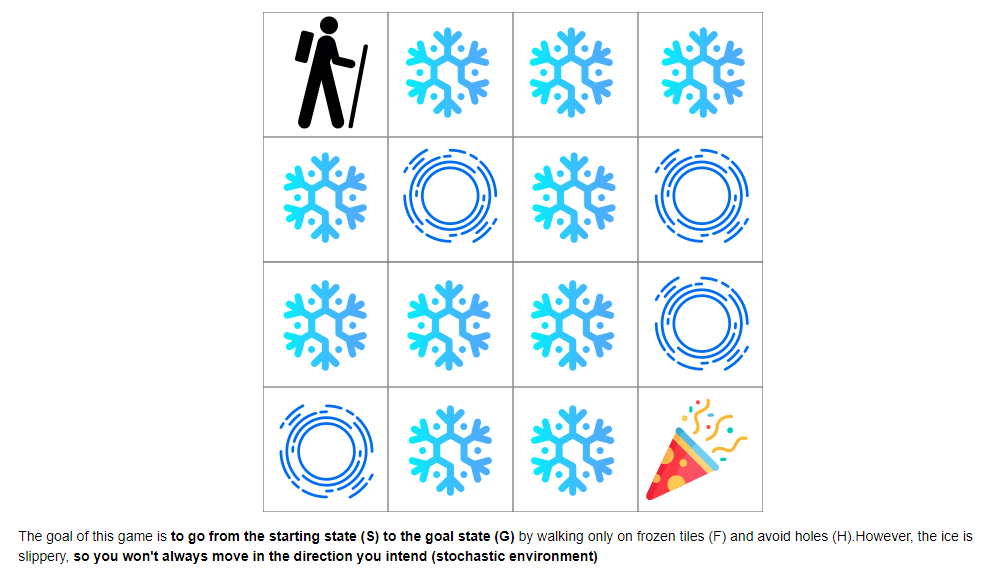 The goal of this game is to go from the starting state (S) to the goal state (G) by walking only on frozen tiles (F) and avoid holes (H).However, the ice is
slippery, so you won't always move in the direction you intend (stochastic environment)